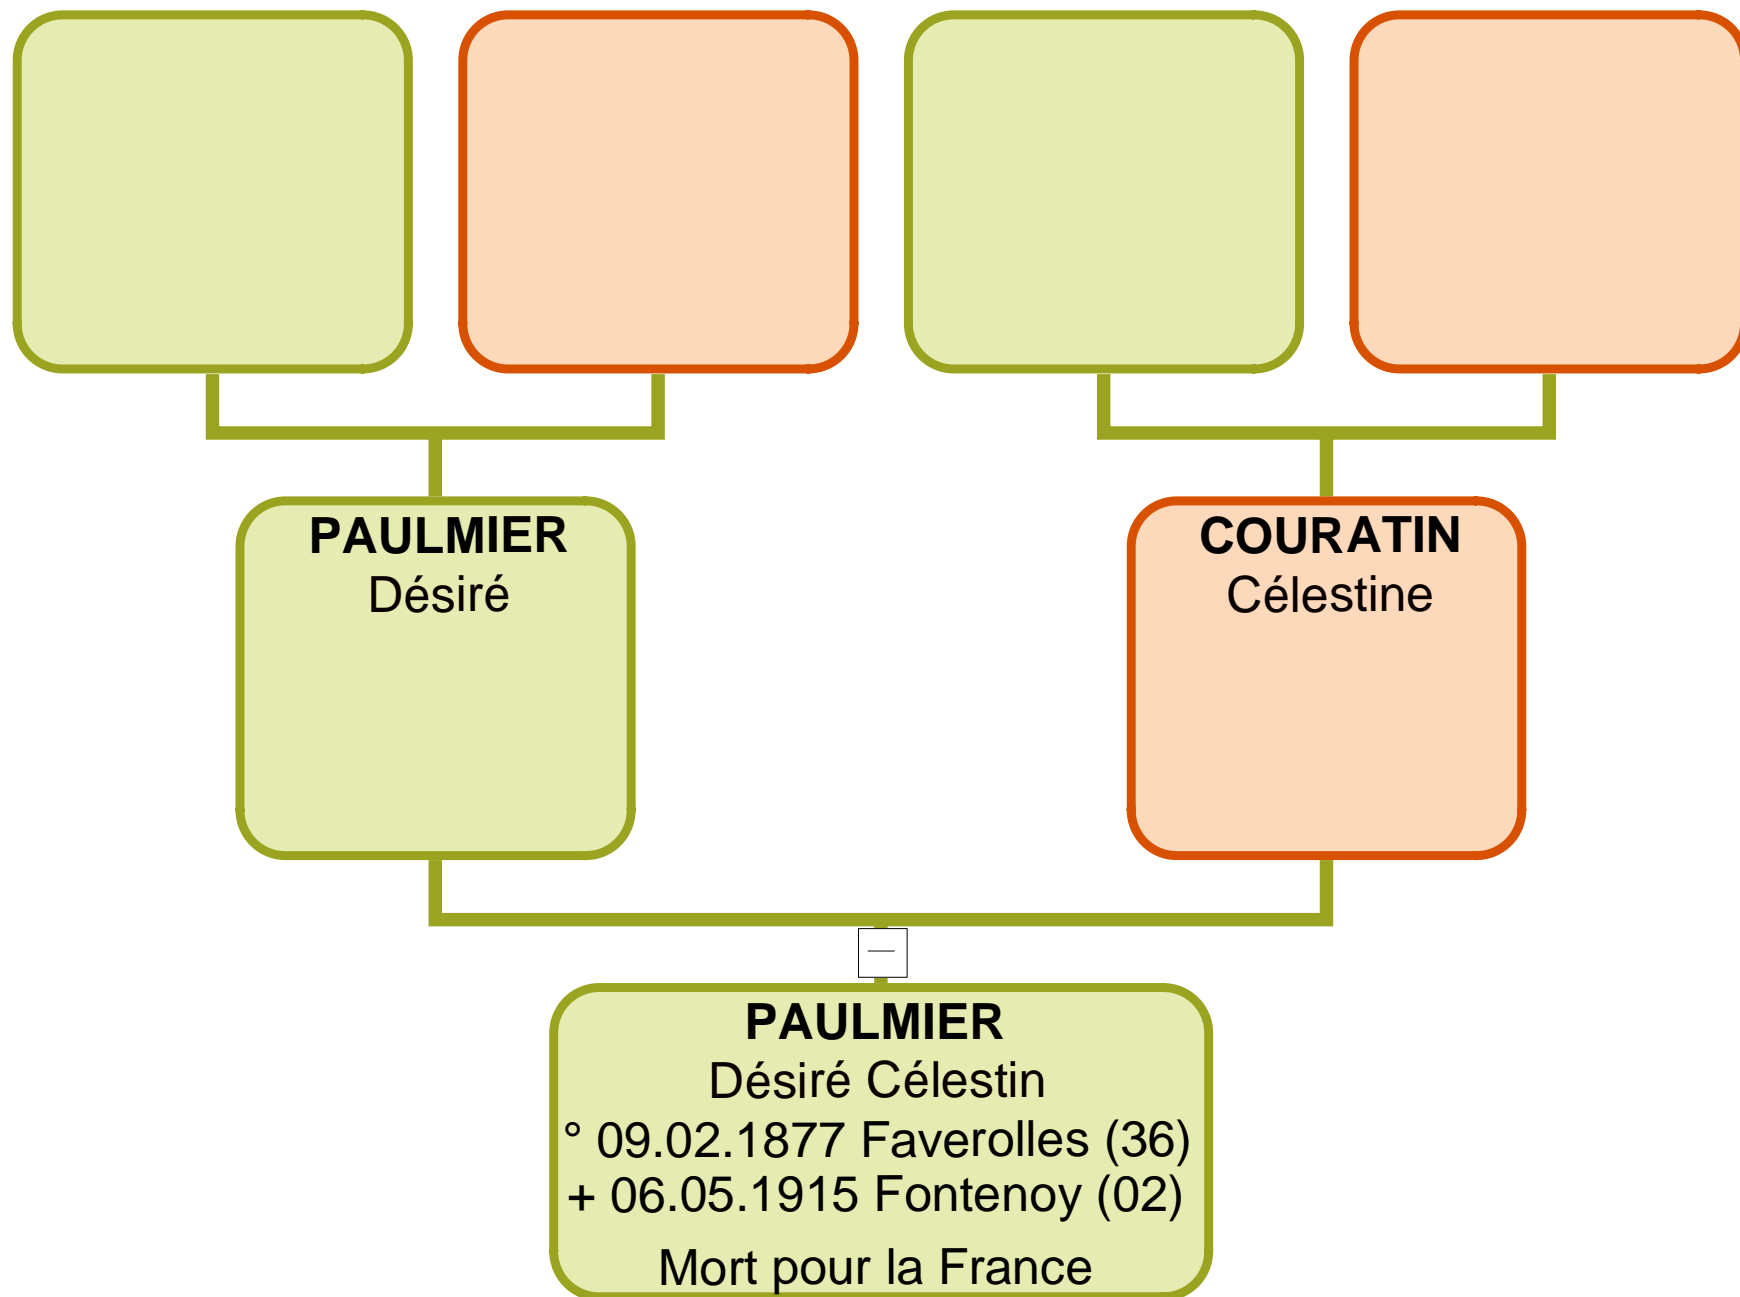 PAULMIER
Désiré
COURATIN
Célestine
PAULMIER
Désiré Célestin
° 09.02.1877 Faverolles (36)
+ 06.05.1915 Fontenoy (02)
Mort pour la France